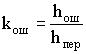 kош = hош / hпер